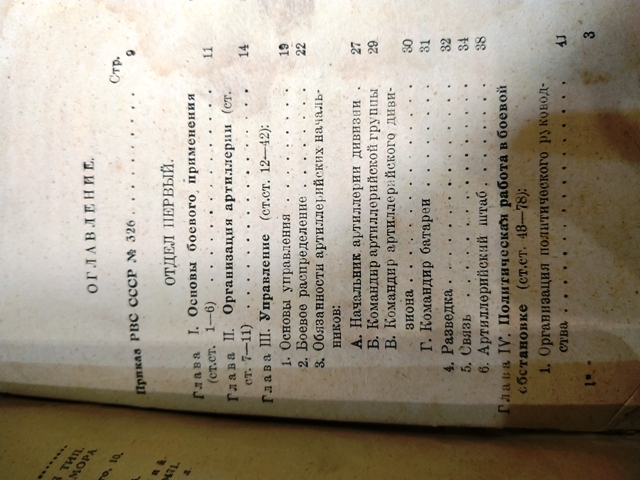 ОГЛАВЛЕНИЕ.
Стр.
Приказ РВС СССР № 326 9
ОТДЕЛ ПЕРВЫЙ.
Глава I. Основы боевого применения
(ст.ст. 1—6) . . . . . . . . . . 11
Глава II. Организация артиллерии (ст.
ст. 7—11) . . . . . . . . . . 14
Глава III. Управление (ст.ст. 12—42):
1. Основы управления . . . . . . 19
2. Боевое распределение . . . . . 22
3. Обязанности артиллерийских началь-
ников:
А. Начальник артиллерии дивизии . 27
Б. Командир артиллерийской группы 29
В. Командир артиллерийского диви-
зиона . . . . . . . . . . 30
Г. Командир батареи . . . . . . 31
4. Разведка . . . . . . . . . . 32
5. Связь . . . . . . . . . . 34
6. Артиллерийский штаб . . . . . 38
Глава IV. Политическая работа в боевой
обстановке (ст.ст. 43—78):
1. Организация политического руковод-
ства . . . . . . . . . . 41
1* 3
ТИП.
МОРА
10.